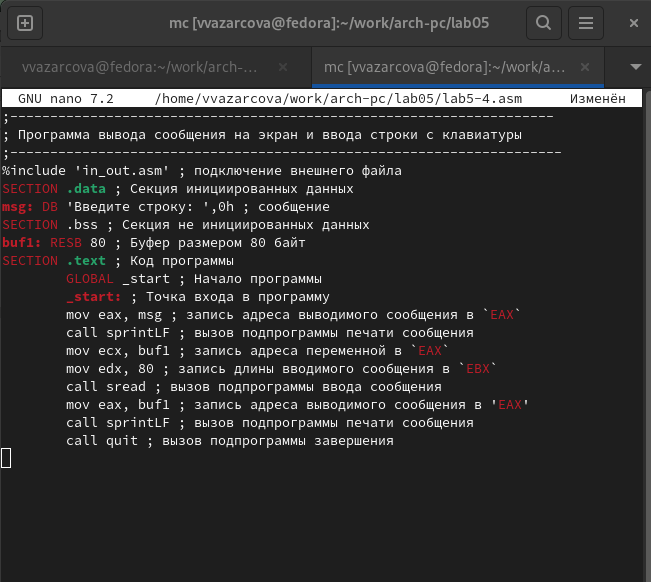 mc [vvazarcova@fedora]:~/work/arch-pc/lab05
vvazarcova@fedora:~/work/arch-...
mc [vvazarcova@fedora]:~/work/a...
GNU nano 7.2 /home/vvazarcova/work/arch-pc/lab05/lab5-4.asm Изменён
;-------------------------------------------------------------------
; Программа вывода сообщения на экран и ввода строки с клавиатуры
;--------------------------------------------------------------------
%include 'in_out.asm' ; подключение внешнего файла
SECTION .data ; Секция инициированных данных
msg: DB 'Введите строку: ',0h ; сообщение
SECTION .bss ; Секция не инициированных данных
buf1: RESB 80 ; Буфер размером 80 байт
SECTION .text ; Код программы
GLOBAL _start ; Начало программы
_start: ; Точка входа в программу
mov eax, msg ; запись адреса выводимого сообщения в `EAX`
call sprintLF ; вызов подпрограммы печати сообщения
mov ecx, buf1 ; запись адреса переменной в `EAX`
mov edx, 80 ; запись длины вводимого сообщения в `EBX`
call sread ; вызов подпрограммы ввода сообщения
mov eax, buf1 ; запись адреса выводимого сообщения в 'EAX'
call sprintLF ; вызов подпрограммы печати сообщения
call quit ; вызов подпрограммы завершения